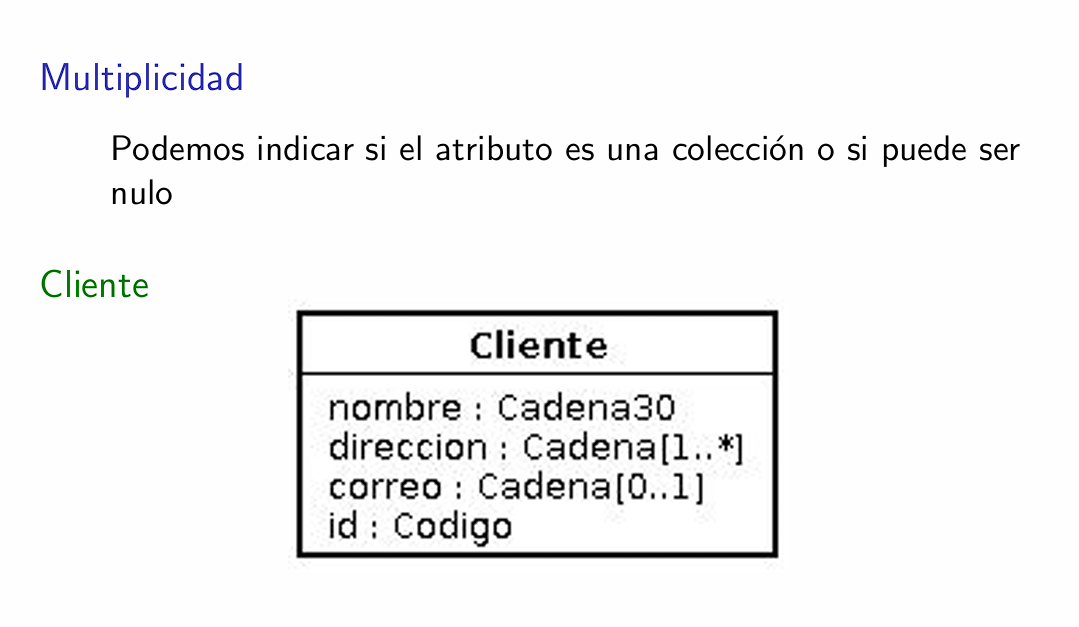 Multiplicidad
Podemos indicar si el atributo es una colección o si puede ser
nulo
Cliente
Cliente
nombre : Cadena30
direccion : Cadena[1..*]
correo : Cadena[0..1]
id : Codigo